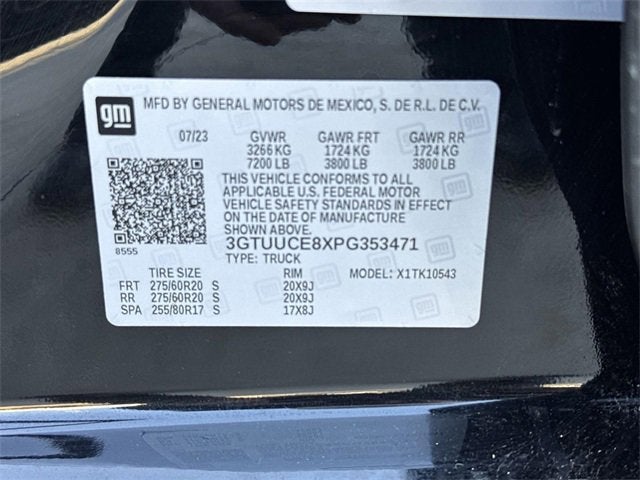 gm MFD BY GENERAL MOTORS DE MEXICO, S. DE R.L. DE C.V.
07/23 GVWR GAWR FRT GAWR RR
3266 KG 1724 KG 1724 KG
7200 LB 3800 LB 3800 LB
THIS VEHICLE CONFORMS TO ALL
APPLICABLE U.S. FEDERAL MOTOR
VEHICLE SAFETY STANDARDS IN EFFECT
ON THE DATE OF MANUFACTURE
SHOWN ABOVE.
8555 3GTUUCE8XPG353471
TYPE: TRUCK
TIRE SIZE RIM MODEL: X1TK10543
FRT 275/60R20 S 20X9J
RR 275/60R20 S 20X9J
SPA 255/80R17 S 17X8J